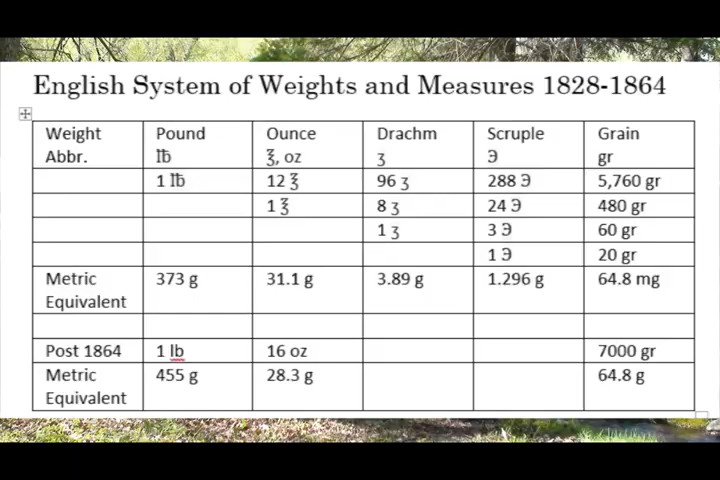 English System of Weights and Measures 1828-1864
Weight Pound Ounce Drachm Scruple Grain
Abbr. ℔ ℥, oz ʒ ℈ gr
1 ℔ 12 ℥ 96 ʒ 288 ℈ 5,760 gr
1 ℥ 8 ʒ 24 ℈ 480 gr
1 ʒ 3 ℈ 60 gr
1 ℈ 20 gr
Metric 373 g 31.1 g 3.89 g 1.296 g 64.8 mg
Equivalent
Post 1864 1 lb 16 oz 7000 gr
Metric 455 g 28.3 g 64.8 g
Equivalent